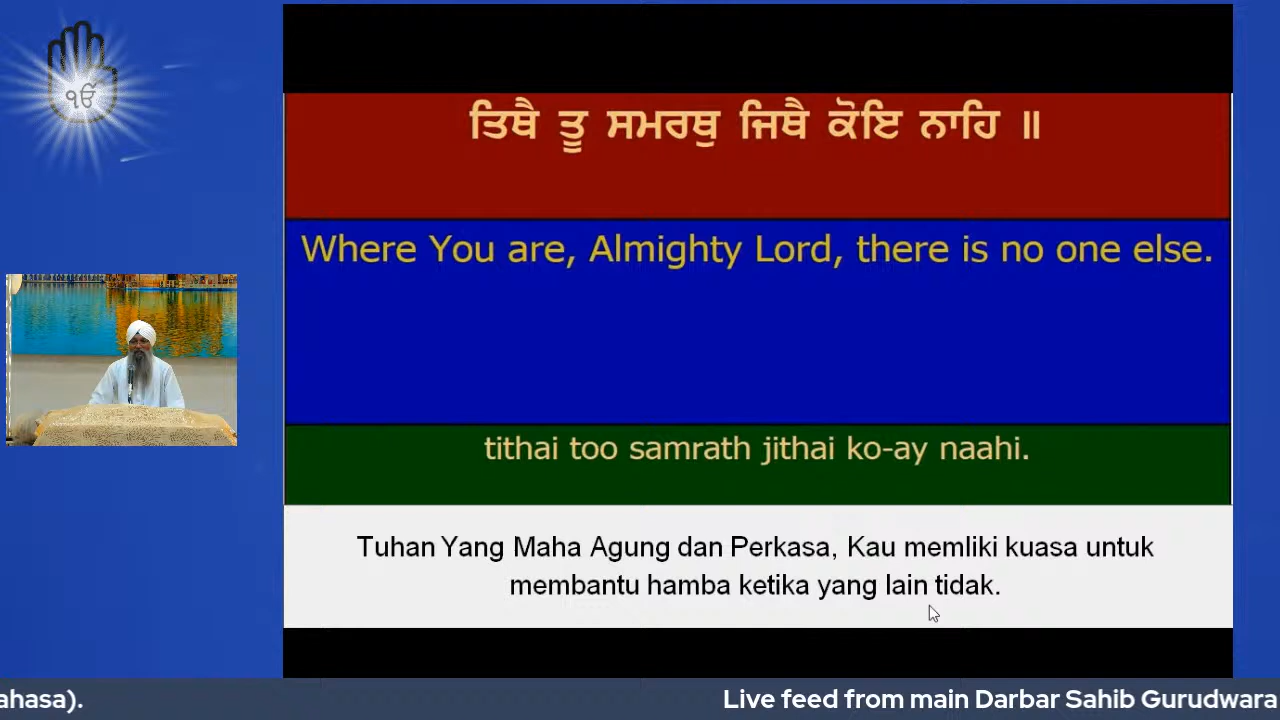 ੴ
ਤਿਥੈ ਤੂ ਸਮਰਥੁ ਜਿਥੈ ਕੋਇ ਨਾਹਿ ॥
Where You are, Almighty Lord, there is no one else.
tithai too samrath jithai ko-ay naahi.
Tuhan Yang Maha Agung dan Perkasa, Kau memliki kuasa untuk
membantu hamba ketika yang lain tidak.
ahasa). Live feed from main Darbar Sahib Gurudwara